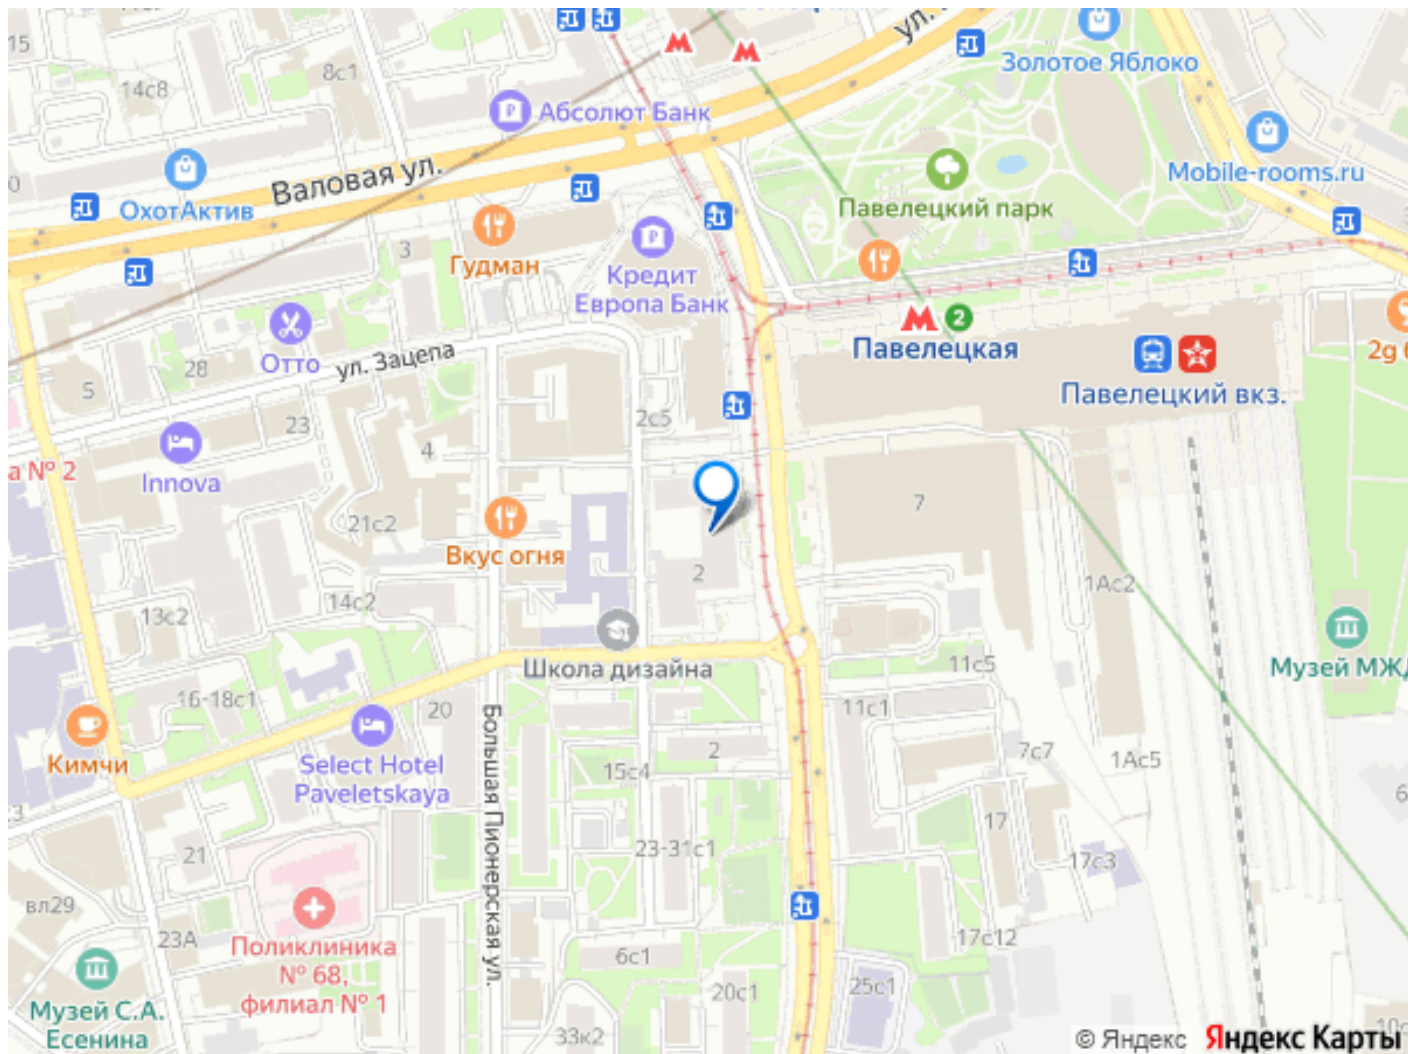 15
14с8
8с1
Абсолют Банк
Золотое Яблоко
Валовая ул.
ОхотАктив
Mobile-rooms.ru
Павелецкий парк
3
Гудман
Кредит
Европа Банк
Отто
ул. Зацепа
2
Павелецкая
Павелецкий вкз.
2g
28
5
23
2с5
4
Innova
а № 2
21с2
Вкус огня
7
2
1Ас2
14с2
13с2
Школа дизайна
11с5
Музей МЖД
16-18с1
20
11с1
Кимчи
Select Hotel
Paveletskaya
Большая Пионерская ул.
2
15с4
7с7
1Ас5
6
17
21
23-31с1
17с3
вл29
23А
Поликлиника
№ 68,
филиал № 1
17с12
6с1
20с1
25с1
Музей С.А.
Есенина
33к2
© Яндекс Яндекс Карты